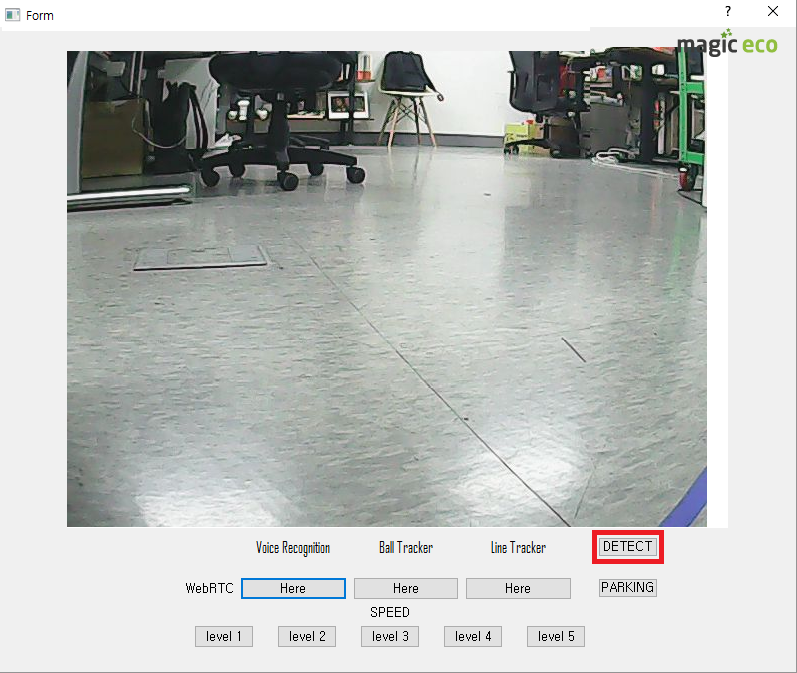 Form
? ×
magic eco
Voice Recognition Ball Tracker Line Tracker DETECT
WebRTC Here Here Here PARKING
SPEED
level 1 level 2 level 3 level 4 level 5